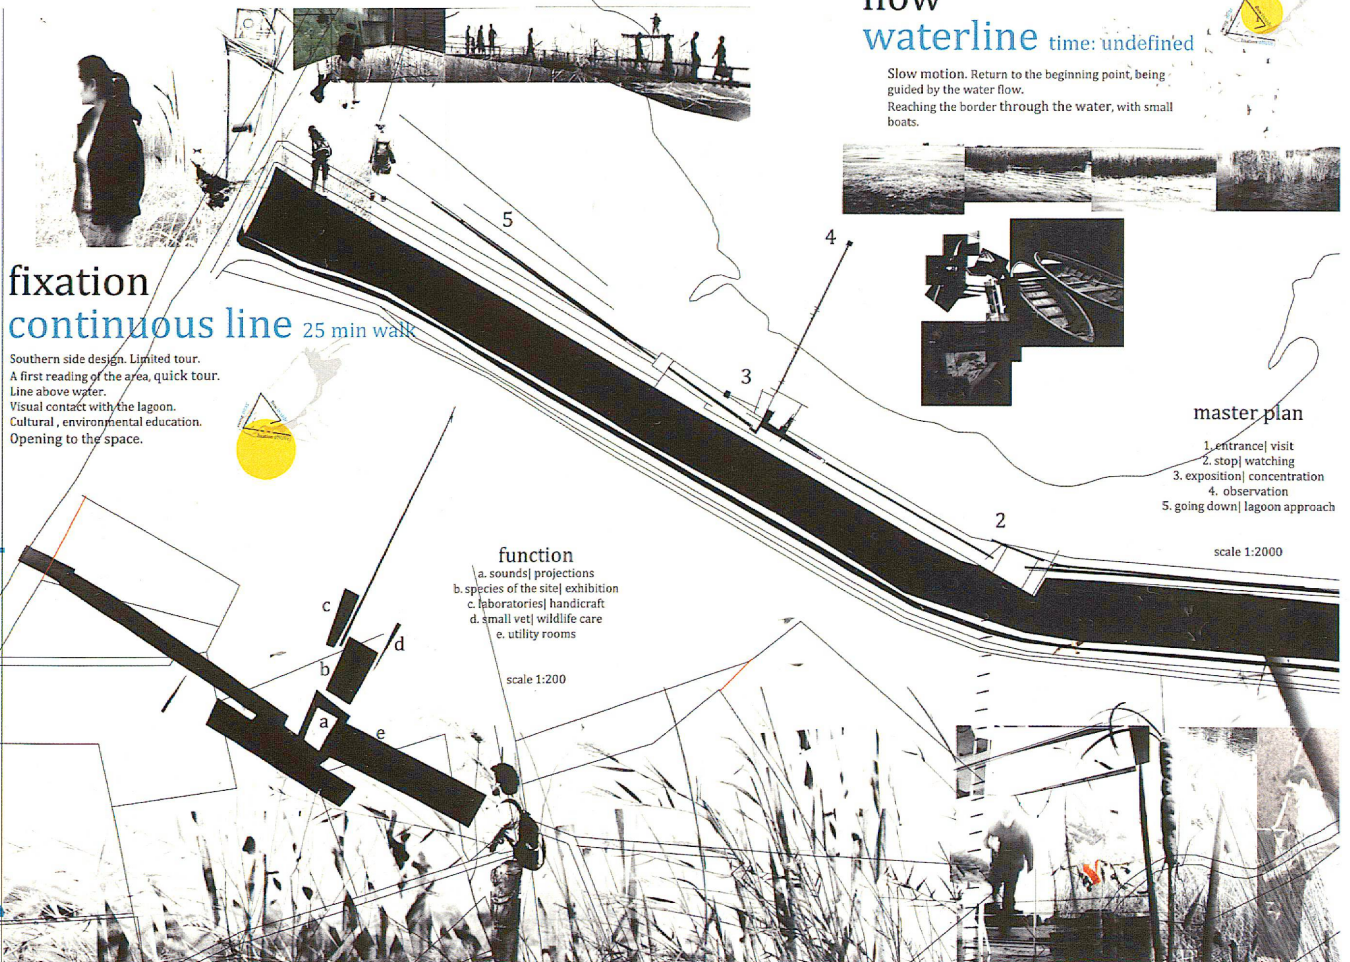 flow
waterline time: undefined
Slow motion. Return to the beginning point, being
guided by the water flow.
Reaching the border through the water, with small
boats.
fixation
continuous line 25 min walk
Southern side design. Limited tour.
A first reading of the area, quick tour.
Line above water.
Visual contact with the lagoon.
Cultural , environmental education.
Opening to the space.
5
4
3
2
master plan
1. entrance| visit
2. stop| watching
3. exposition| concentration
4. observation
5. going down| lagoon approach
scale 1:2000
function
a. sounds| projections
b. species of the site| exhibition
c. laboratories| handicraft
d. small vet| wildlife care
e. utility rooms
scale 1:200
c
d
b
a
e